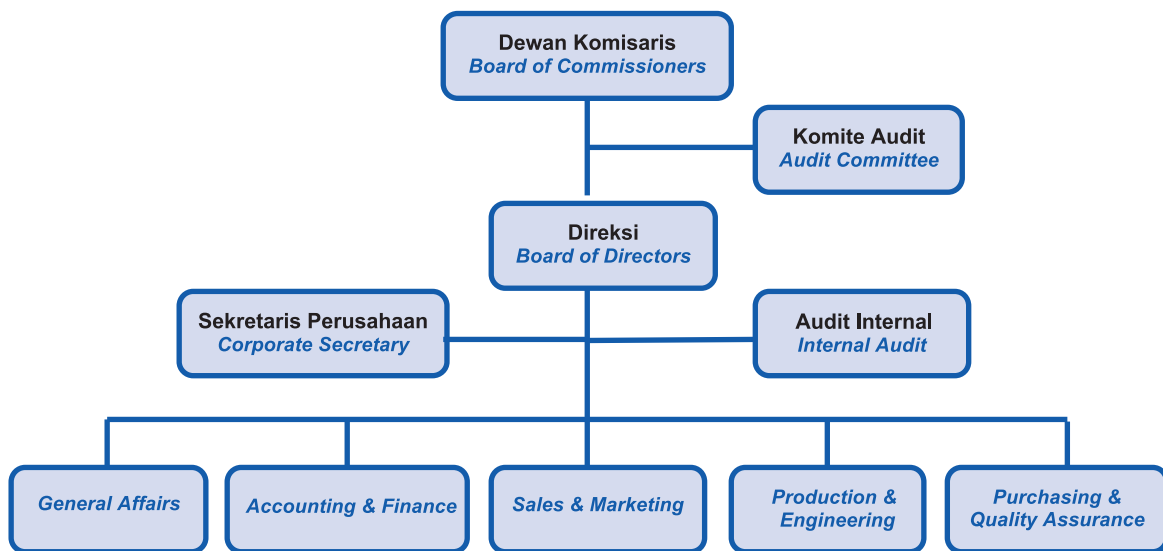 Dewan Komisaris
Board of Commissioners
Komite Audit
Audit Committee
Direksi
Board of Directors
Sekretaris Perusahaan
Corporate Secretary
Audit Internal
Internal Audit
General Affairs
Accounting & Finance
Sales & Marketing
Production &
Engineering
Purchasing &
Quality Assurance